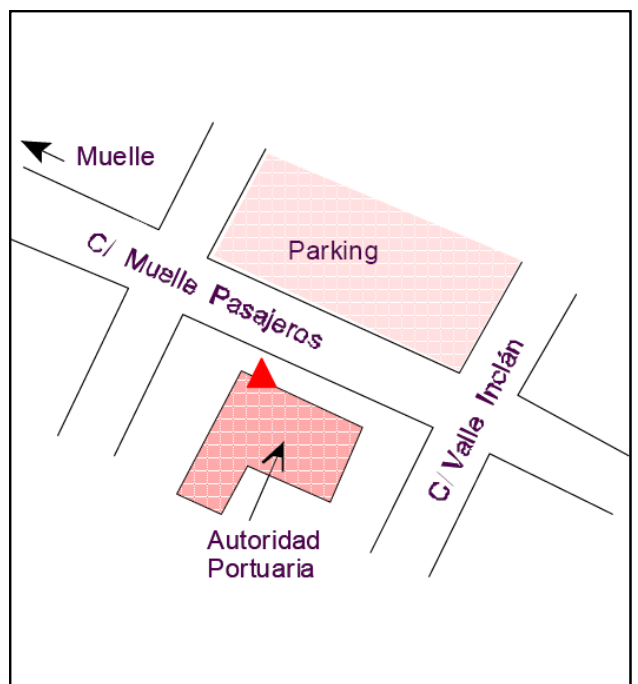 Muelle
C/ Muelle Pasajeros
Parking
C/Valle Inclán
Autoridad
Portuaria